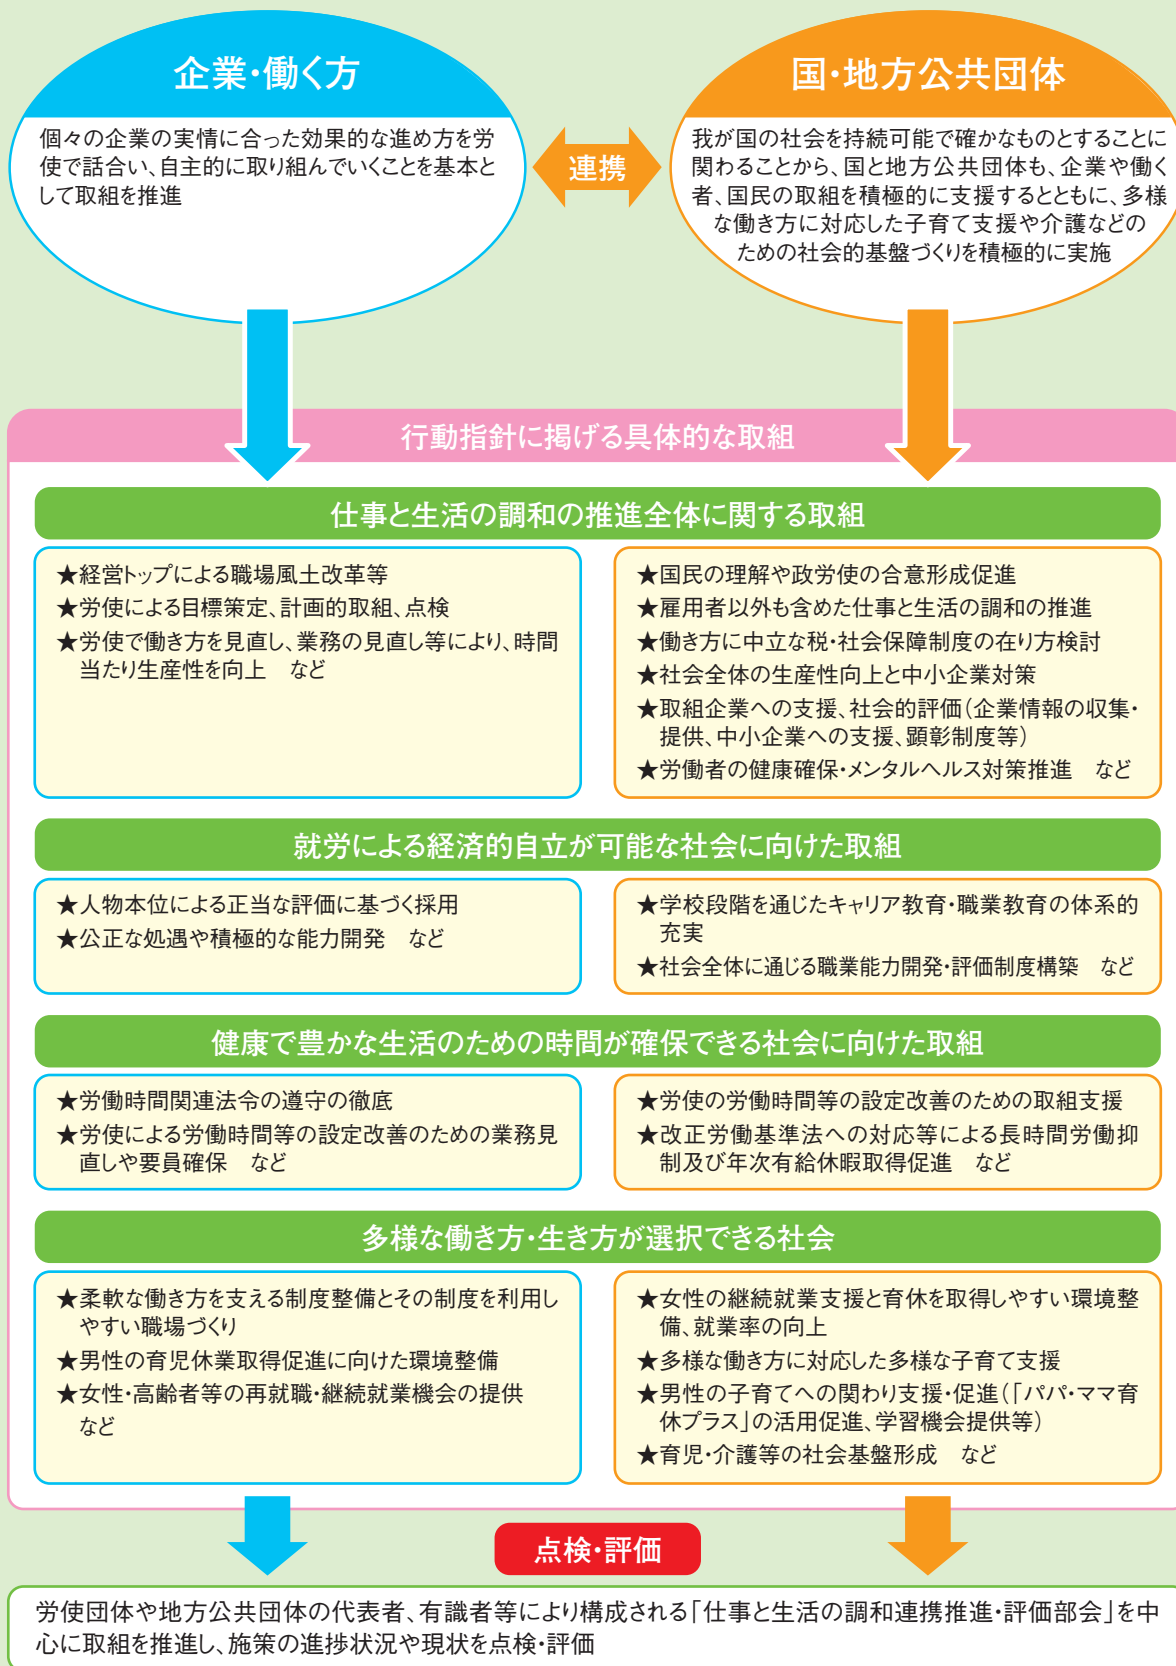 企業・働く方
個々の企業の実情に合った効果的な進め方を労
使で話合い、自主的に取り組んでいくことを基本と
して取組を推進
連携
国・地方公共団体
我が国の社会を持続可能で確かなものとすることに
関わることから、国と地方公共団体も、企業や働く
者、国民の取組を積極的に支援するとともに、多様
な働き方に対応した子育て支援や介護などの
ための社会的基盤づくりを積極的に実施
行動指針に掲げる具体的な取組
仕事と生活の調和の推進全体に関する取組
★経営トップによる職場風土改革等
★労使による目標策定、計画的取組、点検
★労使で働き方を見直し、業務の見直し等により、時間
当たり生産性を向上　など
★国民の理解や政労使の合意形成促進
★雇用者以外も含めた仕事と生活の調和の推進
★働き方に中立な税・社会保障制度の在り方検討
★社会全体の生産性向上と中小企業対策
★取組企業への支援、社会的評価（企業情報の収集・
提供、中小企業への支援、顕彰制度等）
★労働者の健康確保・メンタルヘルス対策推進　など
就労による経済的自立が可能な社会に向けた取組
★人物本位による正当な評価に基づく採用
★公正な処遇や積極的な能力開発　など
★学校段階を通じたキャリア教育・職業教育の体系的
充実
★社会全体に通じる職業能力開発・評価制度構築　など
健康で豊かな生活のための時間が確保できる社会に向けた取組
★労働時間関連法令の遵守の徹底
★労使による労働時間等の設定改善のための業務見
直しや要員確保　など
★労使の労働時間等の設定改善のための取組支援
★改正労働基準法への対応等による長時間労働抑
制及び年次有給休暇取得促進　など
多様な働き方・生き方が選択できる社会
★柔軟な働き方を支える制度整備とその制度を利用し
やすい職場づくり
★男性の育児休業取得促進に向けた環境整備
★女性・高齢者等の再就職・継続就業機会の提供
など
★女性の継続就業支援と育休を取得しやすい環境整
備、就業率の向上
★多様な働き方に対応した多様な子育て支援
★男性の子育てへの関わり支援・促進（「パパ・ママ育
休プラス」の活用促進、学習機会提供等）
★育児・介護等の社会基盤形成　など
点検・評価
労使団体や地方公共団体の代表者、有識者等により構成される「仕事と生活の調和連携推進・評価部会」を中
心に取組を推進し、施策の進捗状況や現状を点検・評価